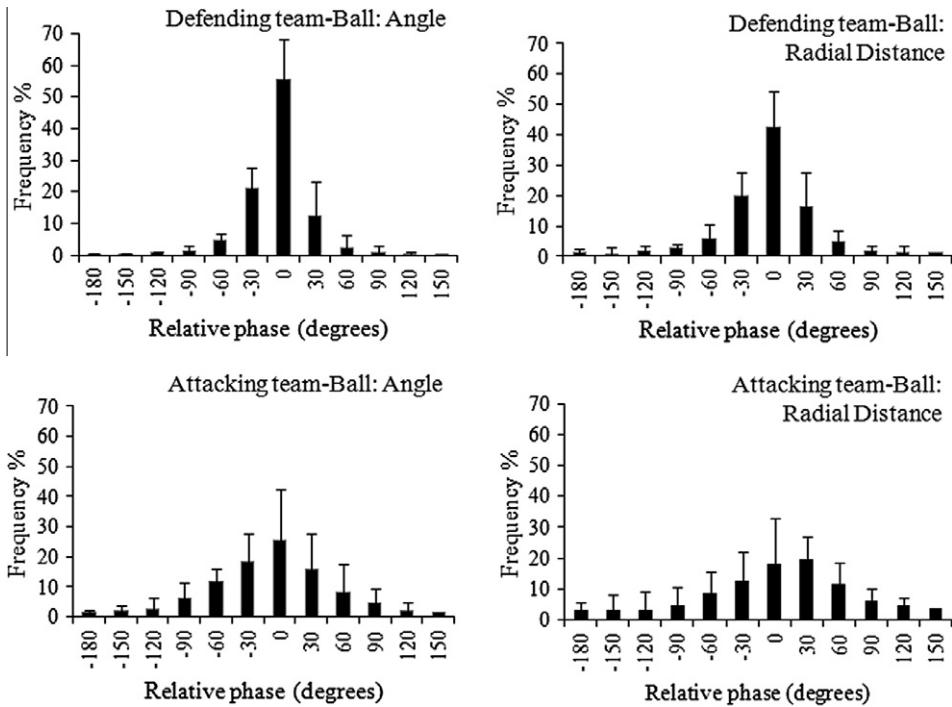 Defending team-Ball: Angle
Frequency %
70
60
50
40
30
20
10
0
-180 -150 -120 -90 -60 -30 0 30 60 90 120 150
Relative phase (degrees)
Defending team-Ball:
Radial Distance
Frequency %
70
60
50
40
30
20
10
0
-180 -150 -120 -90 -60 -30 0 30 60 90 120 150
Relative phase (degrees)
Attacking team-Ball: Angle
Frequency %
70
60
50
40
30
20
10
0
-180 -150 -120 -90 -60 -30 0 30 60 90 120 150
Relative phase (degrees)
Attacking team-Ball:
Radial Distance
Frequency %
70
60
50
40
30
20
10
0
-180 -150 -120 -90 -60 -30 0 30 60 90 120 150
Relative phase (degrees)